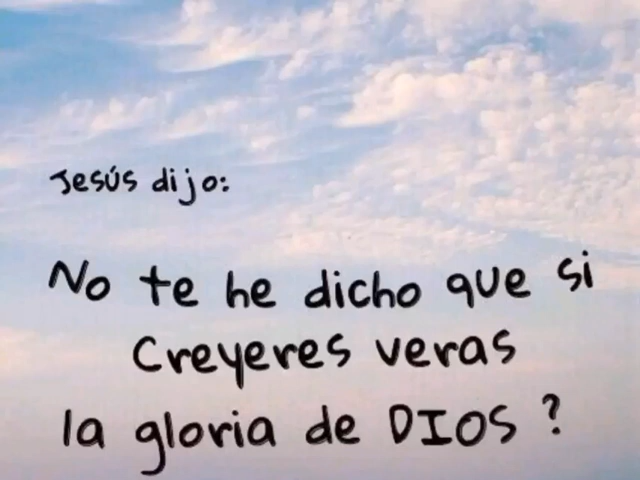 Jesús dijo:
No te he dicho que si
Creyeres veras
la gloria de DIOS ?